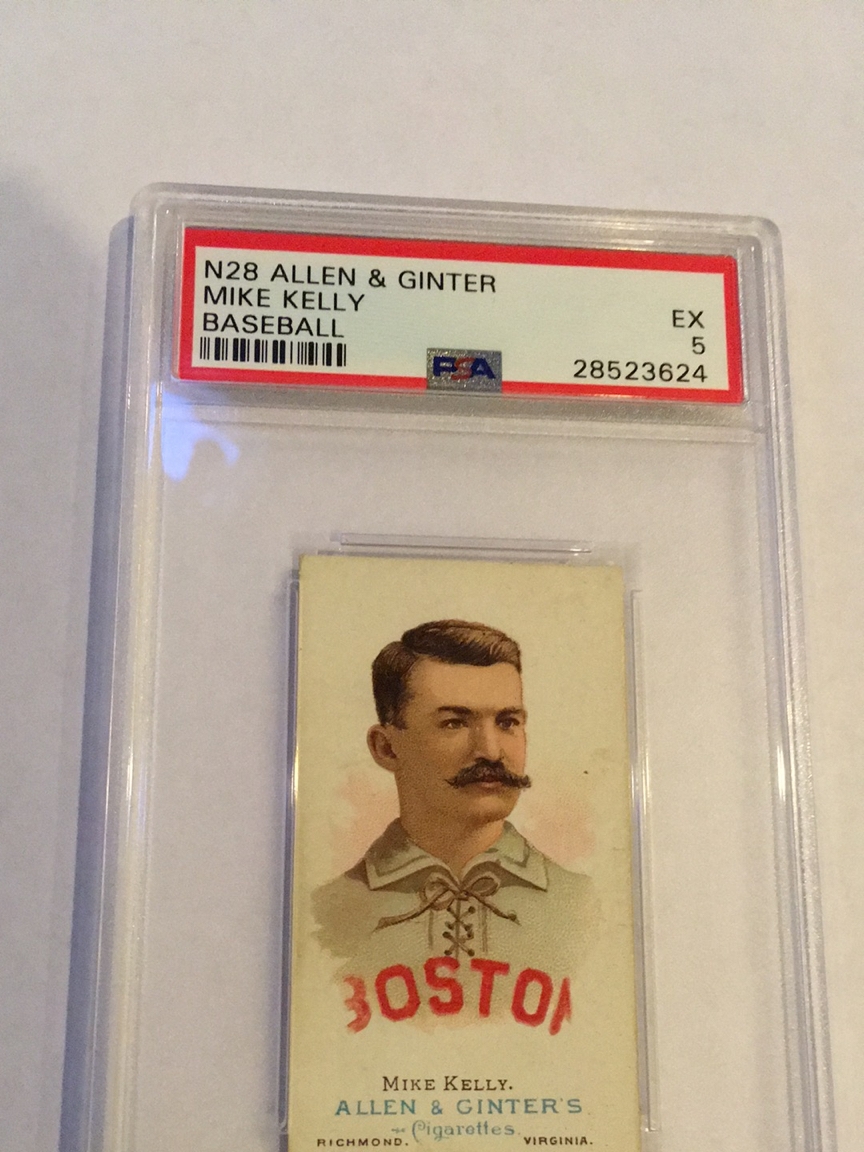 N28 ALLEN & GINTER
MIKE KELLY
BASEBALL
EX
5
PSA
28523624
BOSTON
MIKE KELLY.
ALLEN & GINTER'S
Cigarettes
RICHMOND. VIRGINIA.